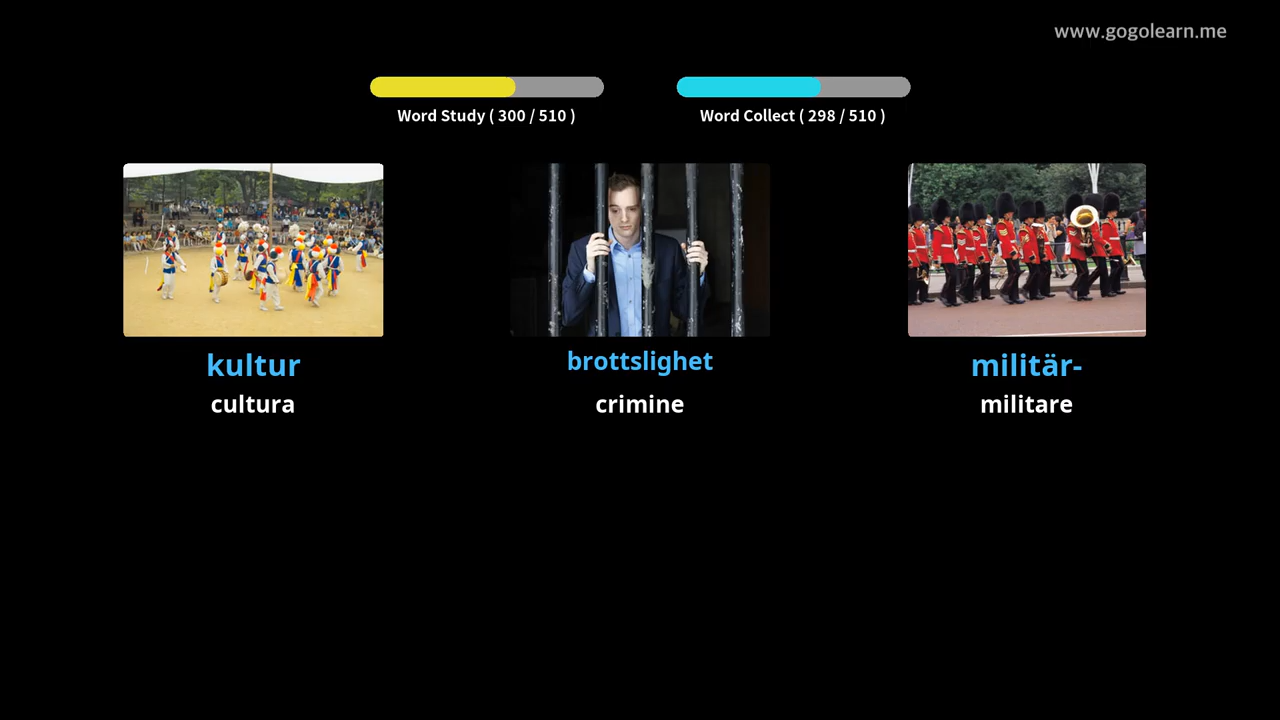 www.gogolearn.me
Word Study ( 300 / 510 )
Word Collect ( 298 / 510 )
kultur
cultura
brottslighet
crimine
militär-
militare